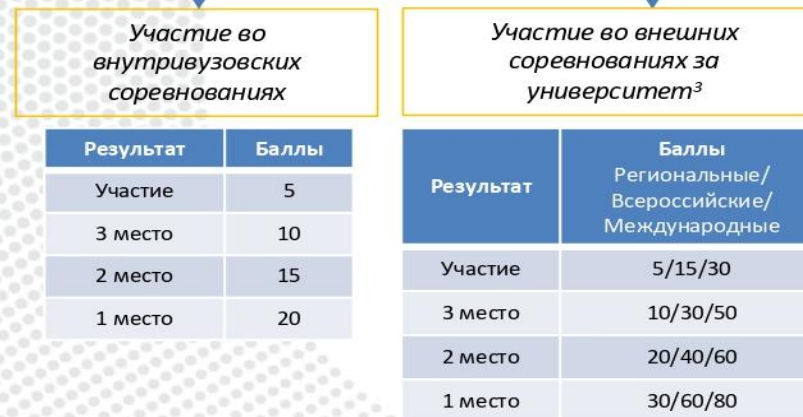 Участие во
внутривузовских
соревнованиях
Результат Баллы
Участие 5
3 место 10
2 место 15
1 место 20
Участие во внешних
соревнованиях за
университет³
Результат
Баллы
Региональные/
Всероссийские/
Международные
Участие 5/15/30
3 место 10/30/50
2 место 20/40/60
1 место 30/60/80